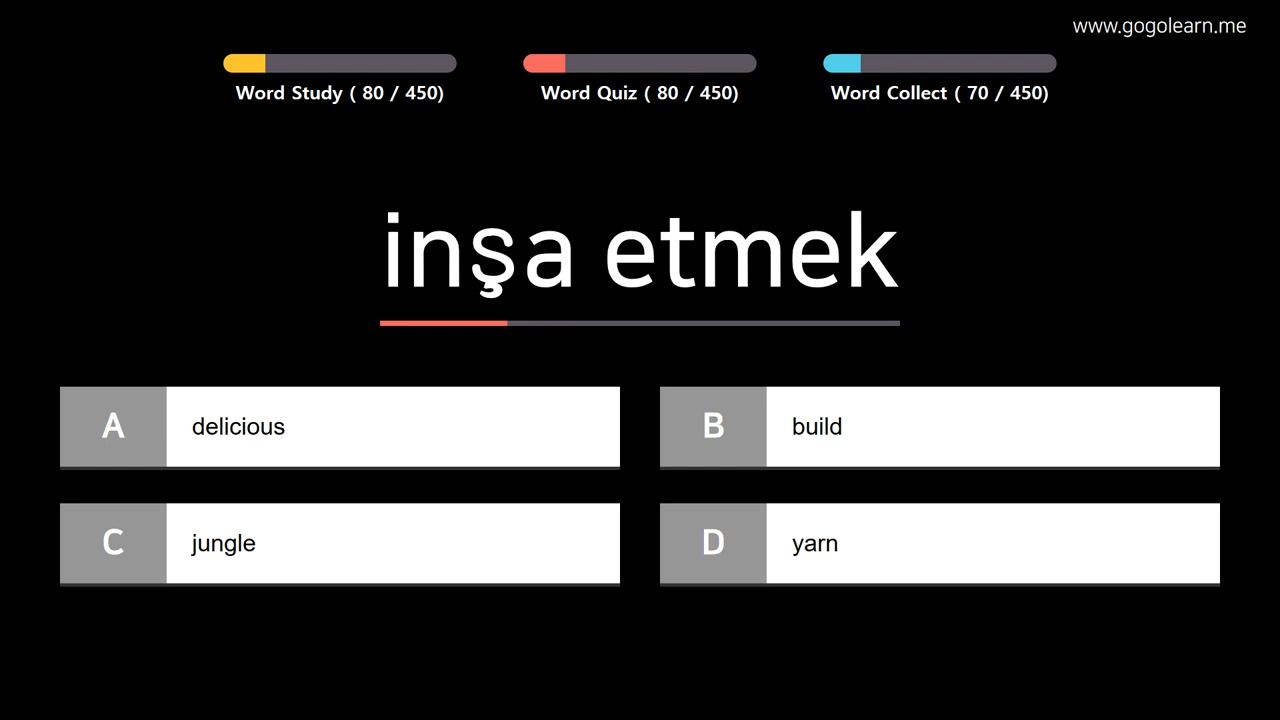 www.gogolearn.me
Word Study ( 80 / 450)
Word Quiz ( 80 / 450)
Word Collect ( 70 / 450)
inşa etmek
A delicious
B build
C jungle
D yarn